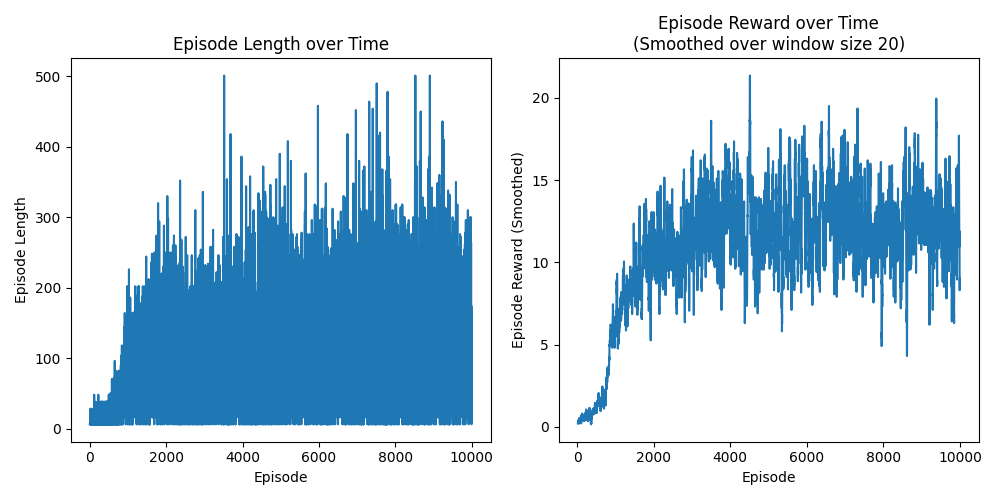 Episode Length over Time
Episode Length
500
400
300
200
100
0
0 2000 4000 6000 8000 10000
Episode
Episode Reward over Time
(Smoothed over window size 20)
Episode Reward (Smoothed)
20
15
10
5
0
0 2000 4000 6000 8000 10000
Episode